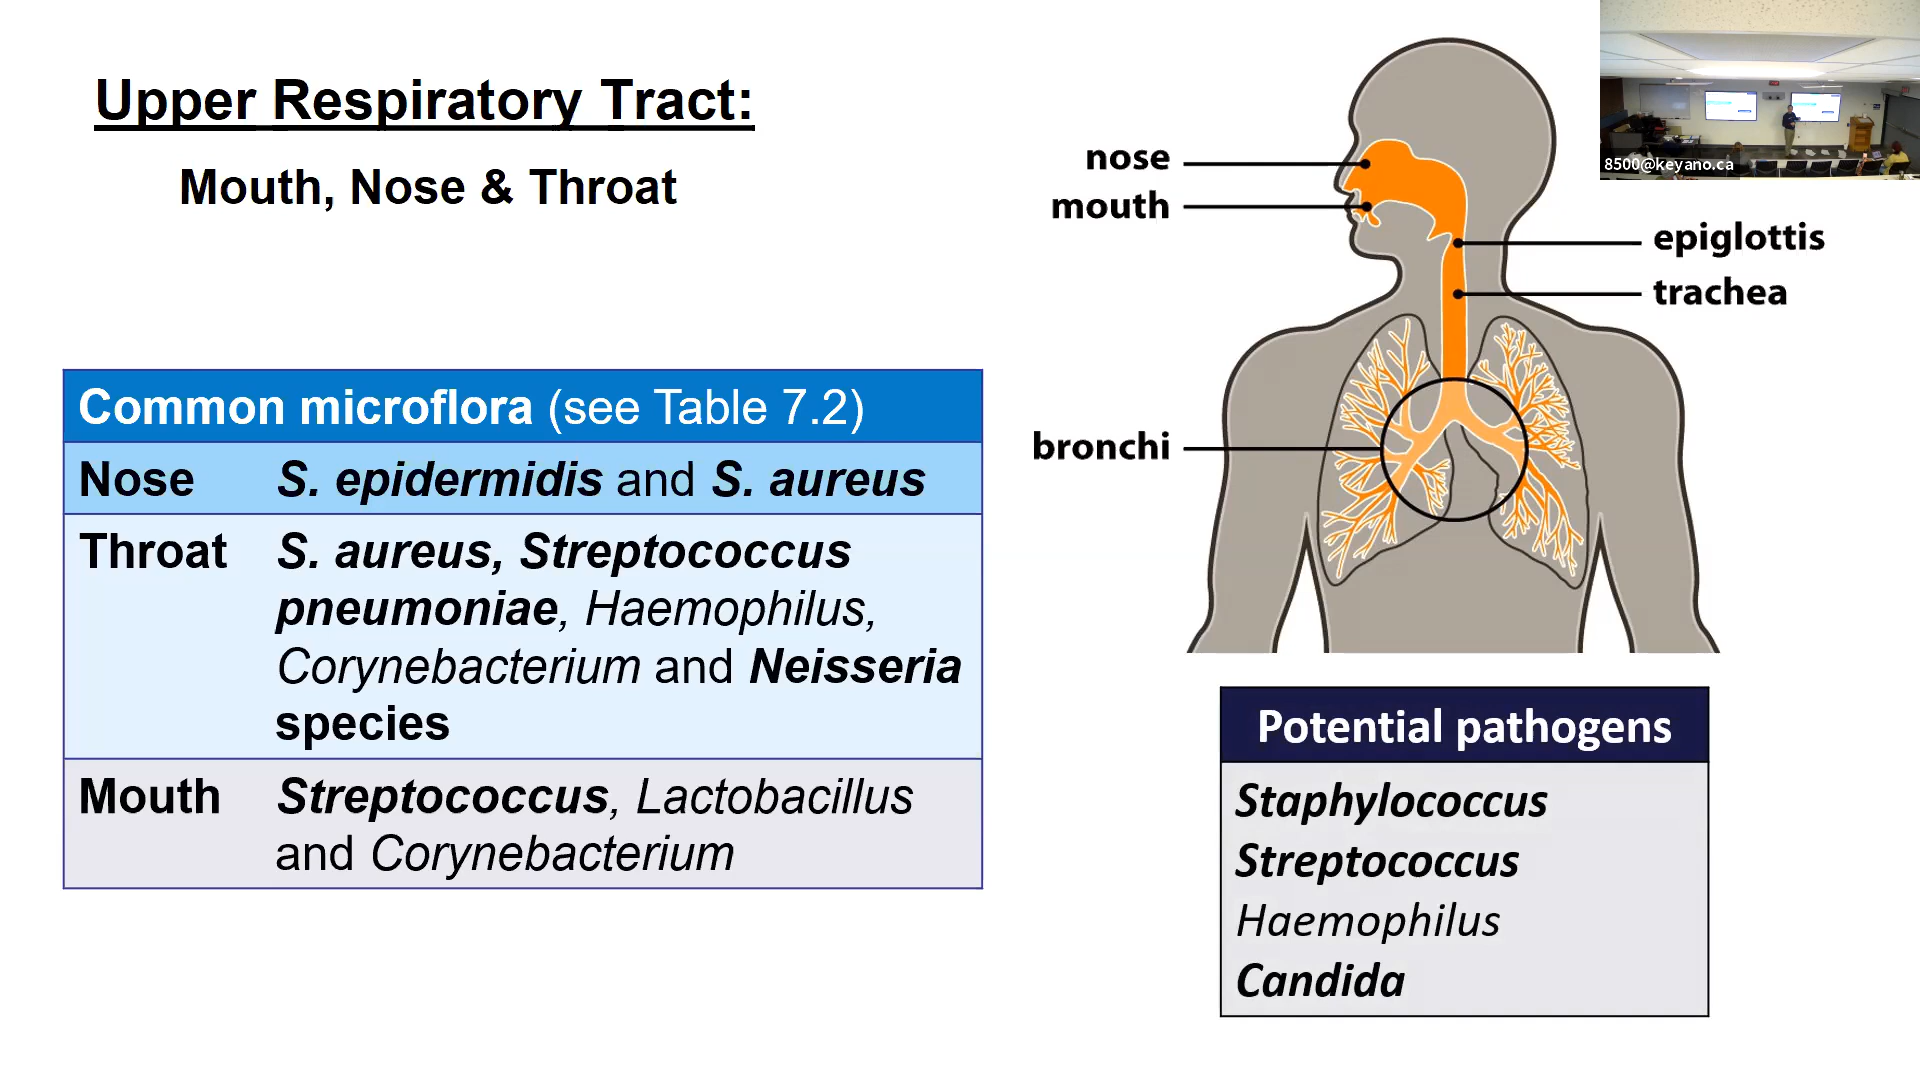 Upper Respiratory Tract:
Mouth, Nose & Throat
Common microflora (see Table 7.2)
Nose S. epidermidis and S. aureus
Throat S. aureus, Streptococcus
pneumoniae, Haemophilus,
Corynebacterium and Neisseria
species
Mouth Streptococcus, Lactobacillus
and Corynebacterium
nose
mouth
epiglottis
trachea
bronchi
Potential pathogens
Staphylococcus
Streptococcus
Haemophilus
Candida
8500@keyano.ca